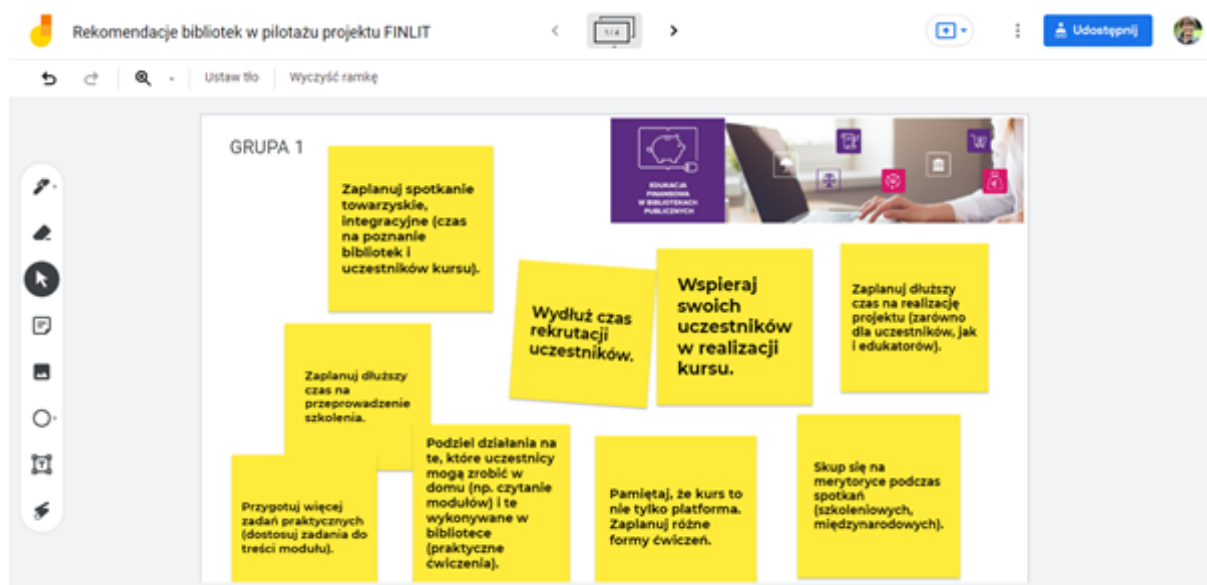 Rekomendacje bibliotek w pilotażu projektu FINLIT
1/4
Udostępnij
Ustaw tło
Wyczyść ramkę
GRUPA 1
EDUKACJA
FINANSOWA
W BIBLIOTEKACH
PUBLICZNYCH
Zaplanuj spotkanie
towarzyskie,
integracyjne (czas
na poznanie
bibliotek i
uczestników kursu).
Wydłuż czas
rekrutacji
uczestników.
Wspieraj
swoich
uczestników
w realizacji
kursu.
Zaplanuj dłuższy
czas na realizację
projektu (zarówno
dla uczestników, jak
i edukatorów).
Zaplanuj dłuższy
czas na
przeprowadzenie
szkolenia.
Przygotuj więcej
zadań praktycznych
(dostosuj zadania do
treści modułu).
Podziel działania na
te, które uczestnicy
mogą zrobić w
domu (np. czytanie
modułów) i te
wykonywane w
bibliotece
(praktyczne
ćwiczenia).
Pamiętaj, że kurs to
nie tylko platforma.
Zaplanuj różne
formy ćwiczeń.
Skup się na
merytoryce podczas
spotkań
(szkoleniowych,
międzynarodowych).